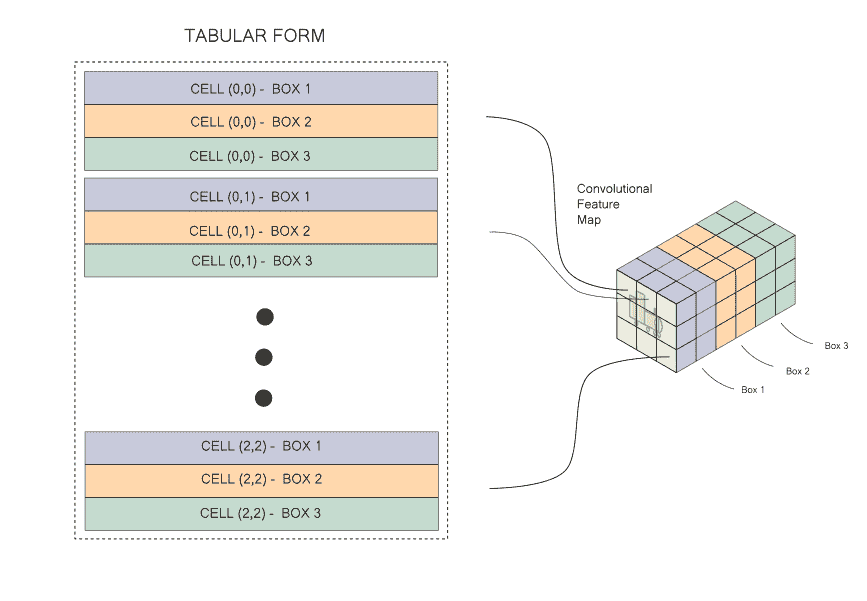 TABULAR FORM
CELL (0,0) - BOX 1
CELL (0,0) - BOX 2
CELL (0,0) - BOX 3
CELL (0,1) - BOX 1
CELL (0,1) - BOX 2
CELL (0,1) - BOX 3
CELL (2,2) - BOX 1
CELL (2,2) - BOX 2
CELL (2,2) - BOX 3
Convolutional
Feature
Map
Box 3
Box 2
Box 1